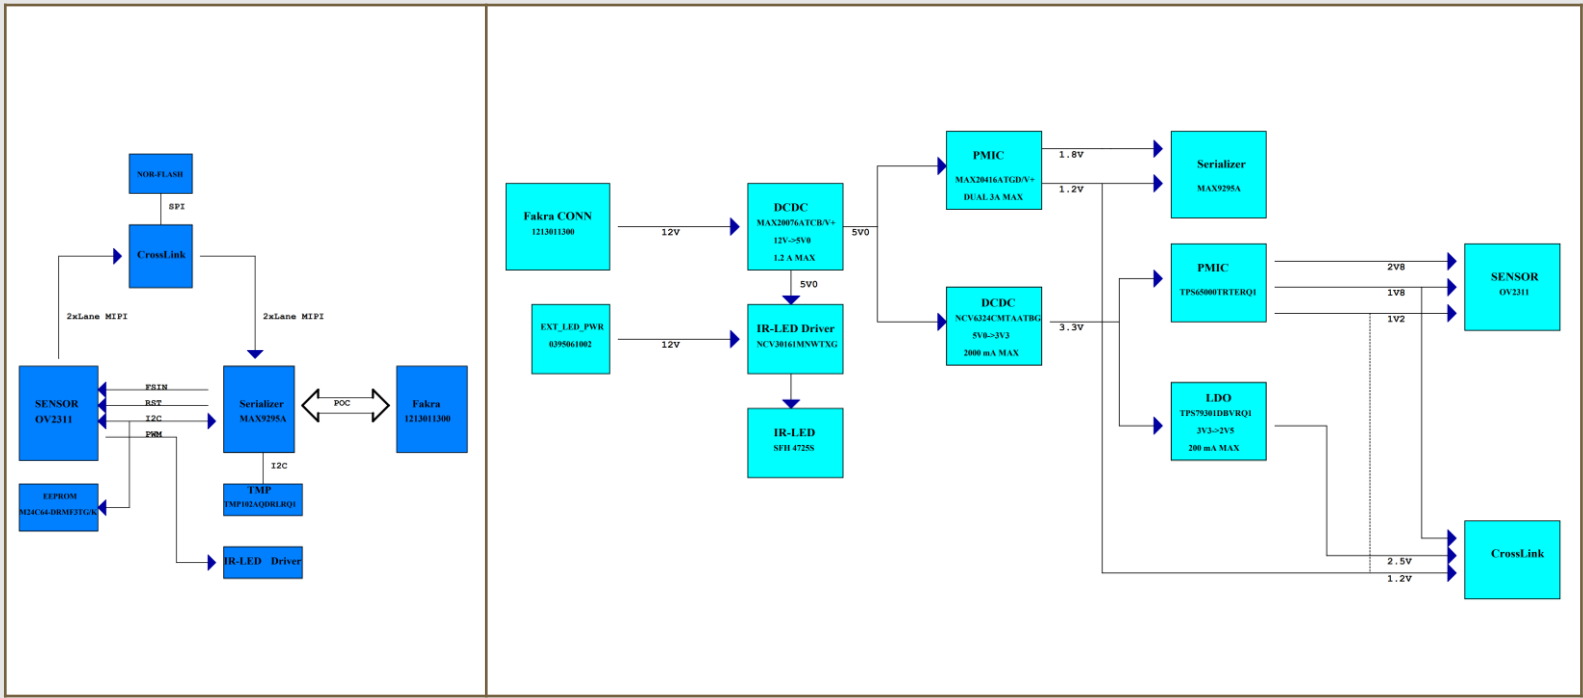 NOR-FLASH
SPI
CrossLink
2xLane MIPI
2xLane MIPI
SENSOR
OV2311
FSIN
RST
I2C
PWM
Serializer
MAX9295A
POC
Fakra
1213011300
I2C
EEPROM
M24C64-DRMF3TG/K
TMP
TMP102AQDRLRQ1
IR-LED Driver
Fakra CONN
1213011300
12V
DCDC
MAX20076ATCB/V+
12V->5V0
1.2 A MAX
5V0
5V0
EXT_LED_PWR
0395061002
12V
IR-LED Driver
NCV30161MNWTXG
IR-LED
SFH 4725S
PMIC
MAX20416ATGD/V+
DUAL 3A MAX
1.8V
1.2V
Serializer
MAX9295A
DCDC
NCV6324CMTAATBG
5V0->3V3
2000 mA MAX
3.3V
PMIC
TPS65000TRTERQ1
2V8
1V8
1V2
SENSOR
OV2311
LDO
TPS79301DBVRQ1
3V3->2V5
200 mA MAX
2.5V
1.2V
CrossLink